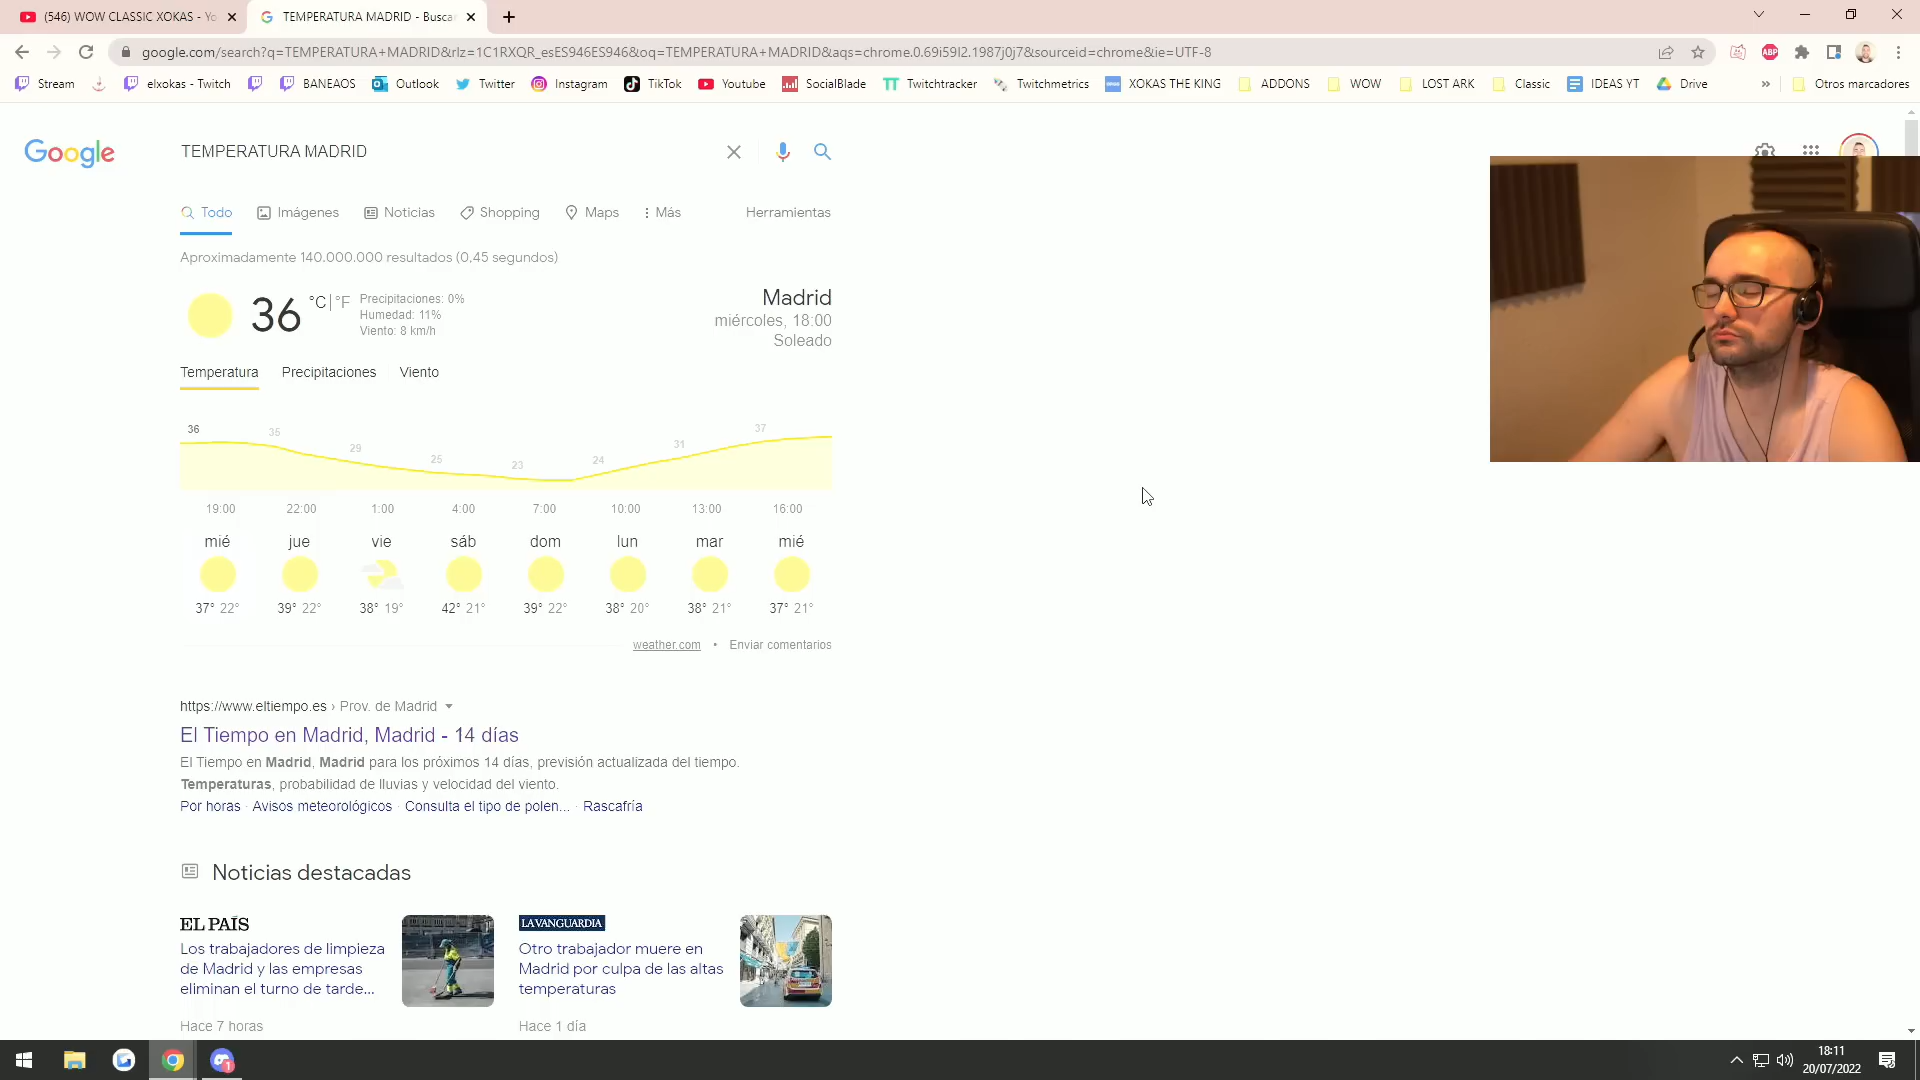 (546) WOW CLASSIC XOKAS - Yo
TEMPERATURA MADRID - Busca
google.com/search?q=TEMPERATURA+MADRID&rlz=1C1RXQR_esES946ES946&oq=TEMPERATURA+MADRID&aqs=chrome.0.69i59l2.1987j0j7&sourceid=chrome&ie=UTF-8
ABP
Stream
elxokas - Twitch
BANEAOS
Outlook
Twitter
Instagram
TikTok
Youtube
SocialBlade
Twitchtracker
Twitchmetrics
XOKAS THE KING
ADDONS
WOW
LOST ARK
Classic
IDEAS YT
Drive
»
Otros marcadores
Google
TEMPERATURA MADRID
Todo
Imágenes
Noticias
Shopping
Maps
Más
Herramientas
Aproximadamente 140.000.000 resultados (0,45 segundos)
36 °C | °F
Precipitaciones: 0%
Humedad: 11%
Viento: 8 km/h
Madrid
miércoles, 18:00
Soleado
Temperatura
Precipitaciones
Viento
36 35 29 25 23 24 31 37
19:00 22:00 1:00 4:00 7:00 10:00 13:00 16:00
mié jue vie sáb dom lun mar mié
37° 22° 39° 22° 38° 19° 42° 21° 39° 22° 38° 20° 38° 21° 37° 21°
weather.com • Enviar comentarios
https://www.eltiempo.es › Prov. de Madrid
El Tiempo en Madrid, Madrid - 14 días
El Tiempo en Madrid, Madrid para los próximos 14 días, previsión actualizada del tiempo.
Temperaturas, probabilidad de lluvias y velocidad del viento.
Por horas · Avisos meteorológicos · Consulta el tipo de polen... · Rascafría
Noticias destacadas
EL PAÍS
Los trabajadores de limpieza
de Madrid y las empresas
eliminan el turno de tarde...
Hace 7 horas
LA VANGUARDIA
Otro trabajador muere en
Madrid por culpa de las altas
temperaturas
Hace 1 día
1
18:11
20/07/2022